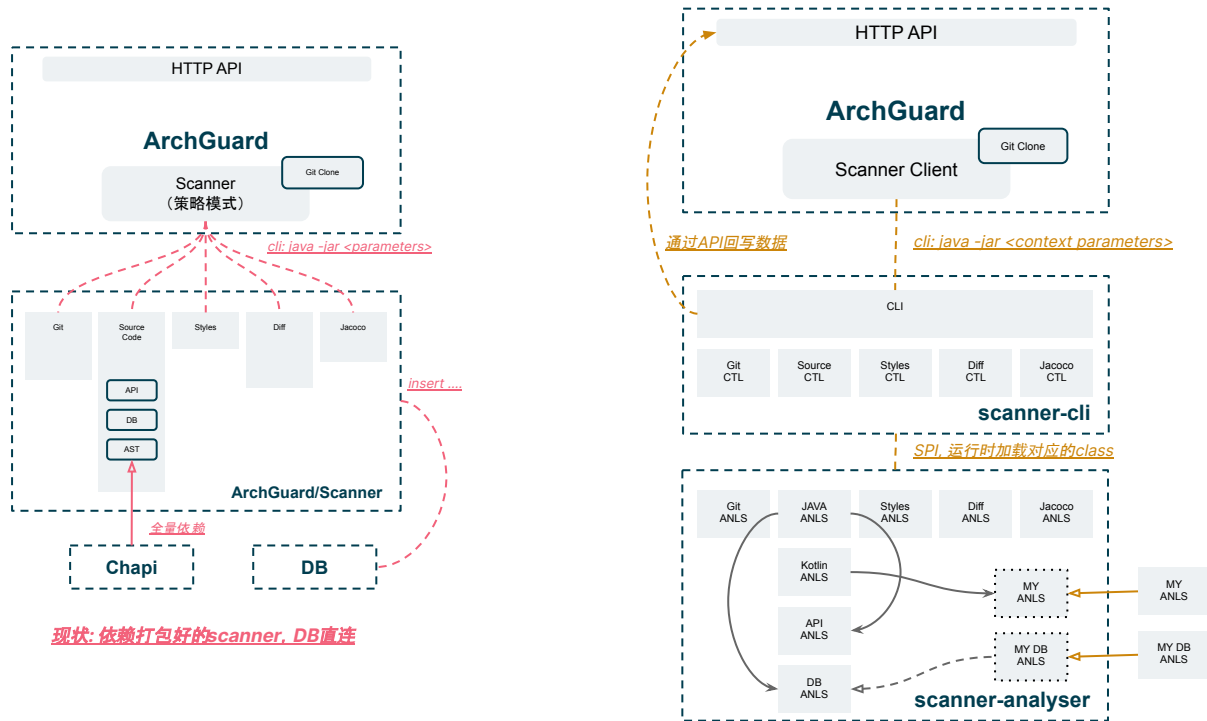 HTTP API
ArchGuard
Git Clone
Scanner
（策略模式）
cli: java -jar <parameters>
Git
Source
Code
Styles
Diff
Jacoco
API
DB
AST
insert ....
ArchGuard/Scanner
全量依赖
Chapi
DB
现状: 依赖打包好的scanner, DB直连
HTTP API
ArchGuard
Git Clone
Scanner Client
通过API回写数据
cli: java -jar <context parameters>
CLI
Git
CTL
Source
CTL
Styles
CTL
Diff
CTL
Jacoco
CTL
scanner-cli
SPI, 运行时加载对应的class
Git
ANLS
JAVA
ANLS
Styles
ANLS
Diff
ANLS
Jacoco
ANLS
Kotlin
ANLS
MY
ANLS
MY
ANLS
API
ANLS
MY DB
ANLS
MY DB
ANLS
DB
ANLS
scanner-analyser